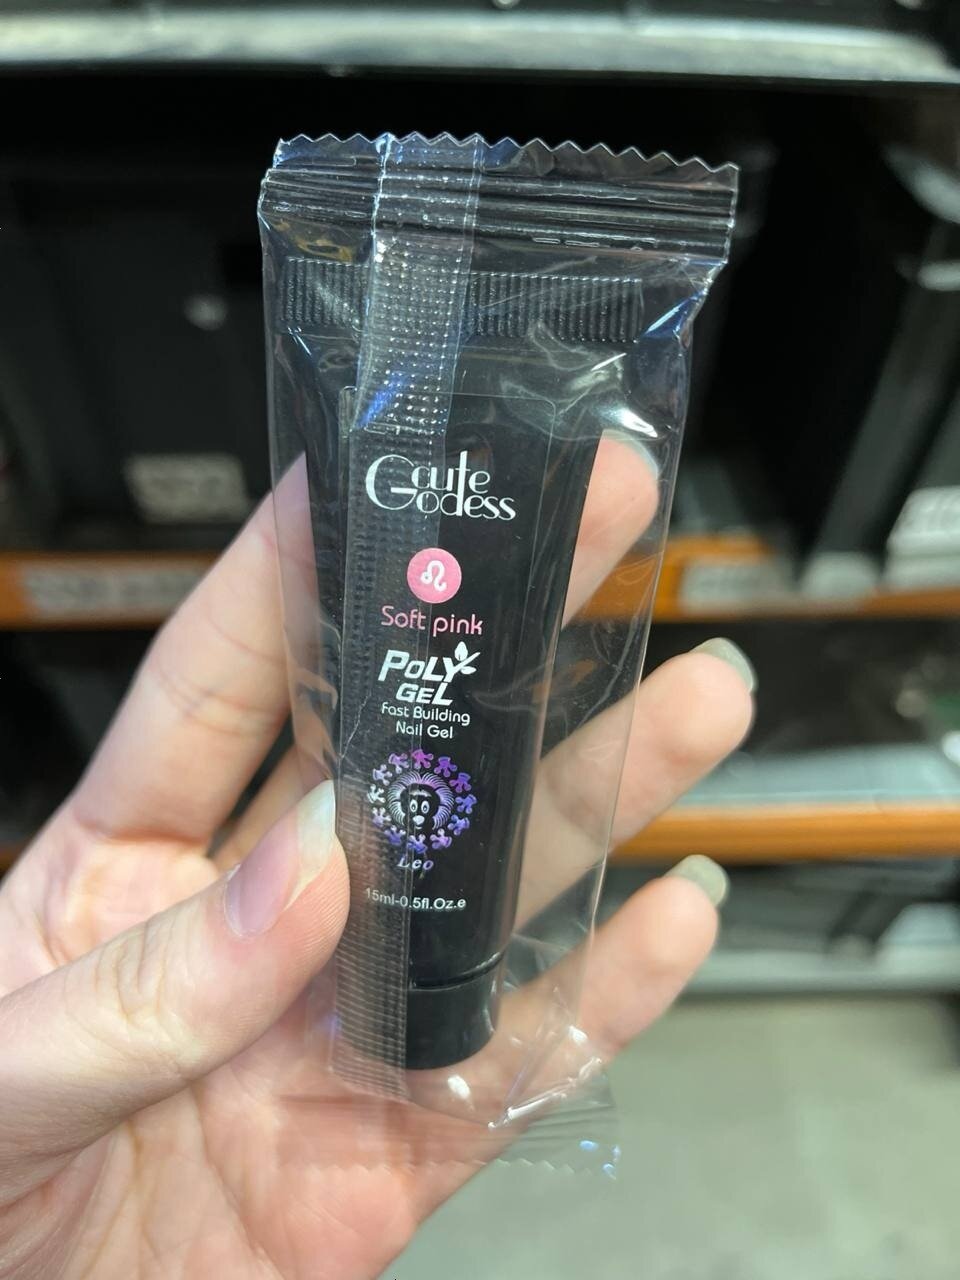 Cute
Godess
Soft pink
POLY
GEL
Fast Building
Nail Gel
Leo
15ml-0.5fl.Oz.e